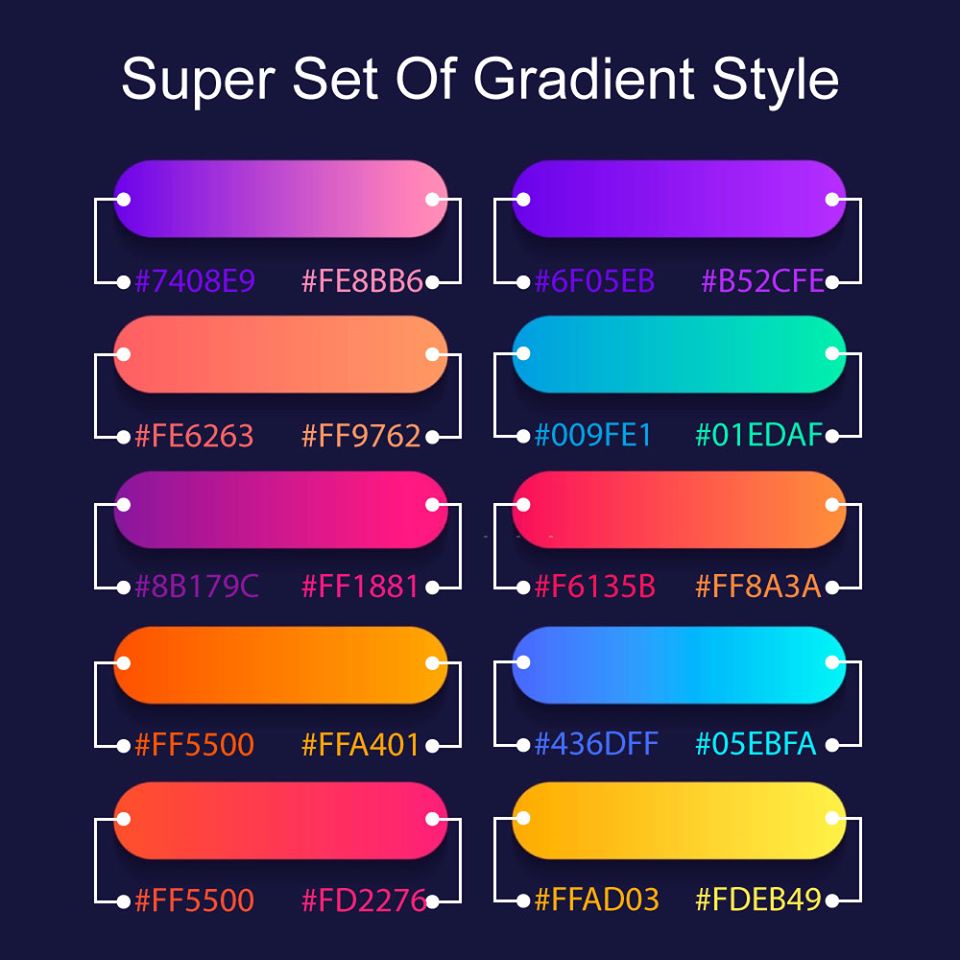 Super Set Of Gradient Style
#7408E9 #FE8BB6 #6F05EB #B52CFE
#FE6263 #FF9762 #009FE1 #01EDAF
#8B179C #FF1881 #F6135B #FF8A3A
#FF5500 #FFA401 #436DFF #05EBFA
#FF5500 #FD2276 #FFAD03 #FDEB49